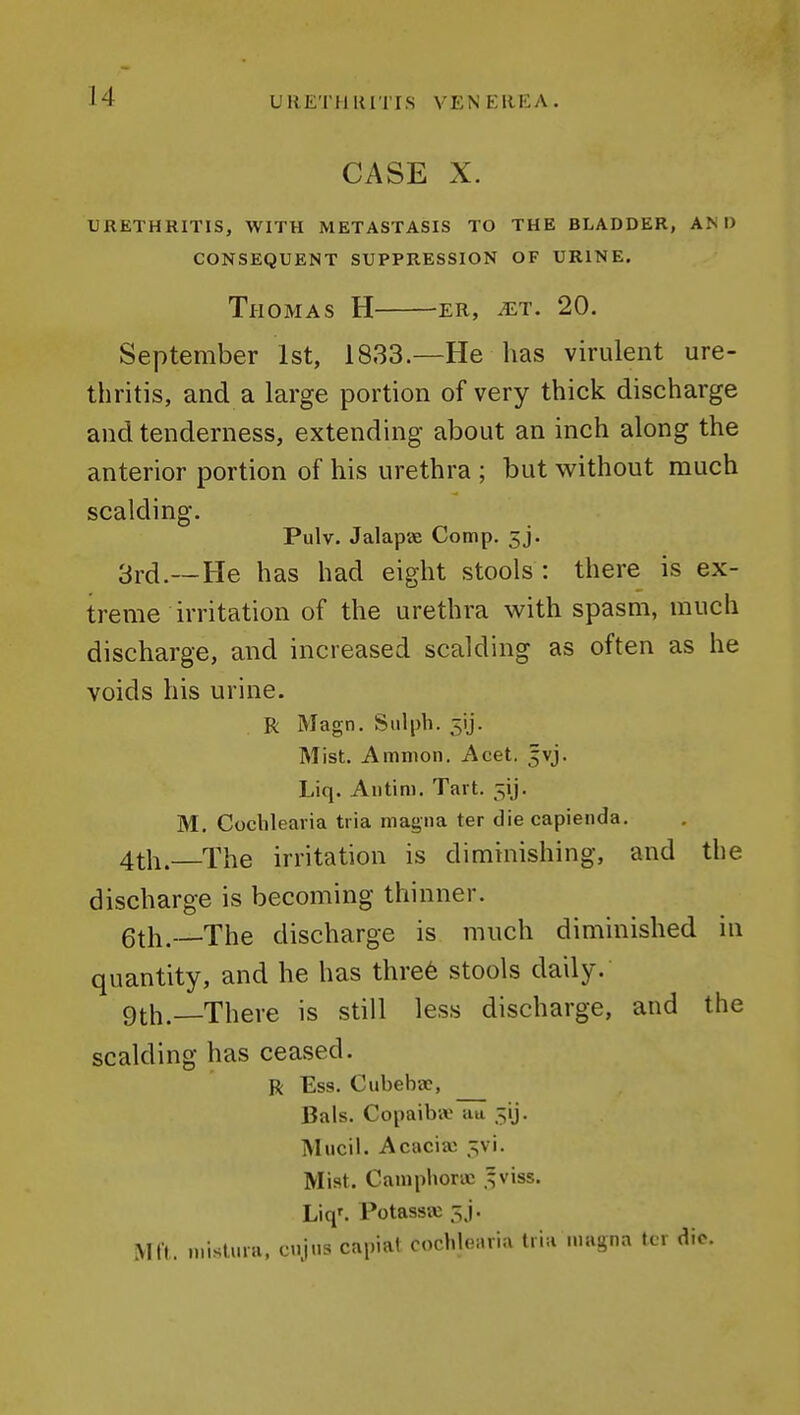 14
URETHRITIS VENEREA.
CASE X.
URETHRITIS, WITH METASTASIS TO THE BLADDER, AND
CONSEQUENT SUPPRESSION OF URINE.
Thomas H——er, æt. 20.
September 1st, 1833.—He has virulent ure-
thritis, and a large portion of very thick discharge
and tenderness, extending about an inch along the
anterior portion of his urethra ; but without much
scalding.
Pulv. Jalapæ Comp. ʒj.
3rd.—He has had eight stools : there is ex-
treme irritation of the urethra with spasm, much
discharge, and increased scalding as often as he
voids his urine.
℞ Magn. Sulph. ʒij.
Mist. Ammon. Acet. ℥vj.
Liq. Antim. Tart. ʒij.
M. Cochlearia tria magna ter die capienda.
4th.—The irritation is diminishing, and the
discharge is becoming thinner.
6th.—The discharge is much diminished in
quantity, and he has three stools daily.
9th.—There is still less discharge, and the
scalding has ceased.
℞ Ess. Cubebæ,
Bals. Copaibæ aa ʒij.
Mucil. Acaciæ ʒvi.
Mist. Camphoræ ℥viss.
Liqr. Potassæ ʒj.
Mft. mistura, cujus capiat cochlearia tria magna ter die.